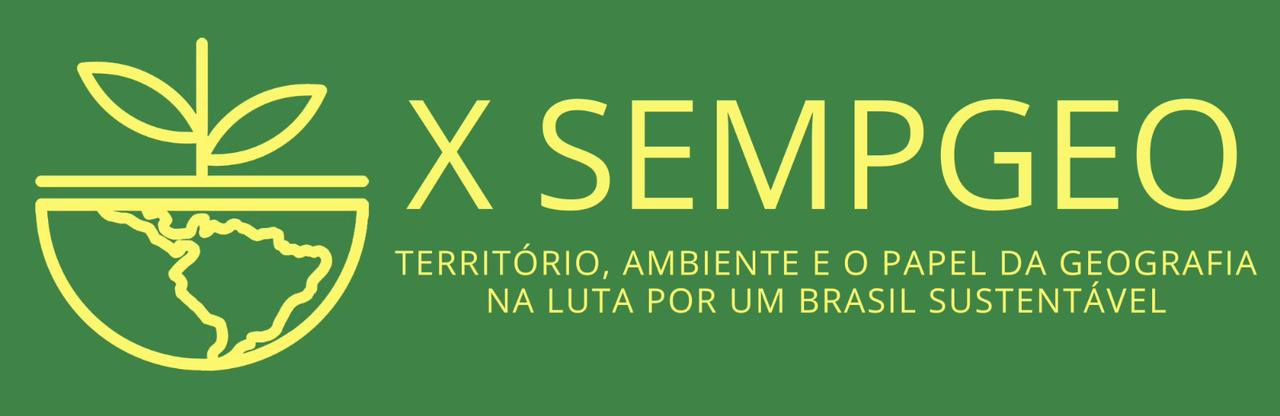 X SEMPGEO
TERRITÓRIO, AMBIENTE E O PAPEL DA GEOGRAFIA
NA LUTA POR UM BRASIL SUSTENTÁVEL